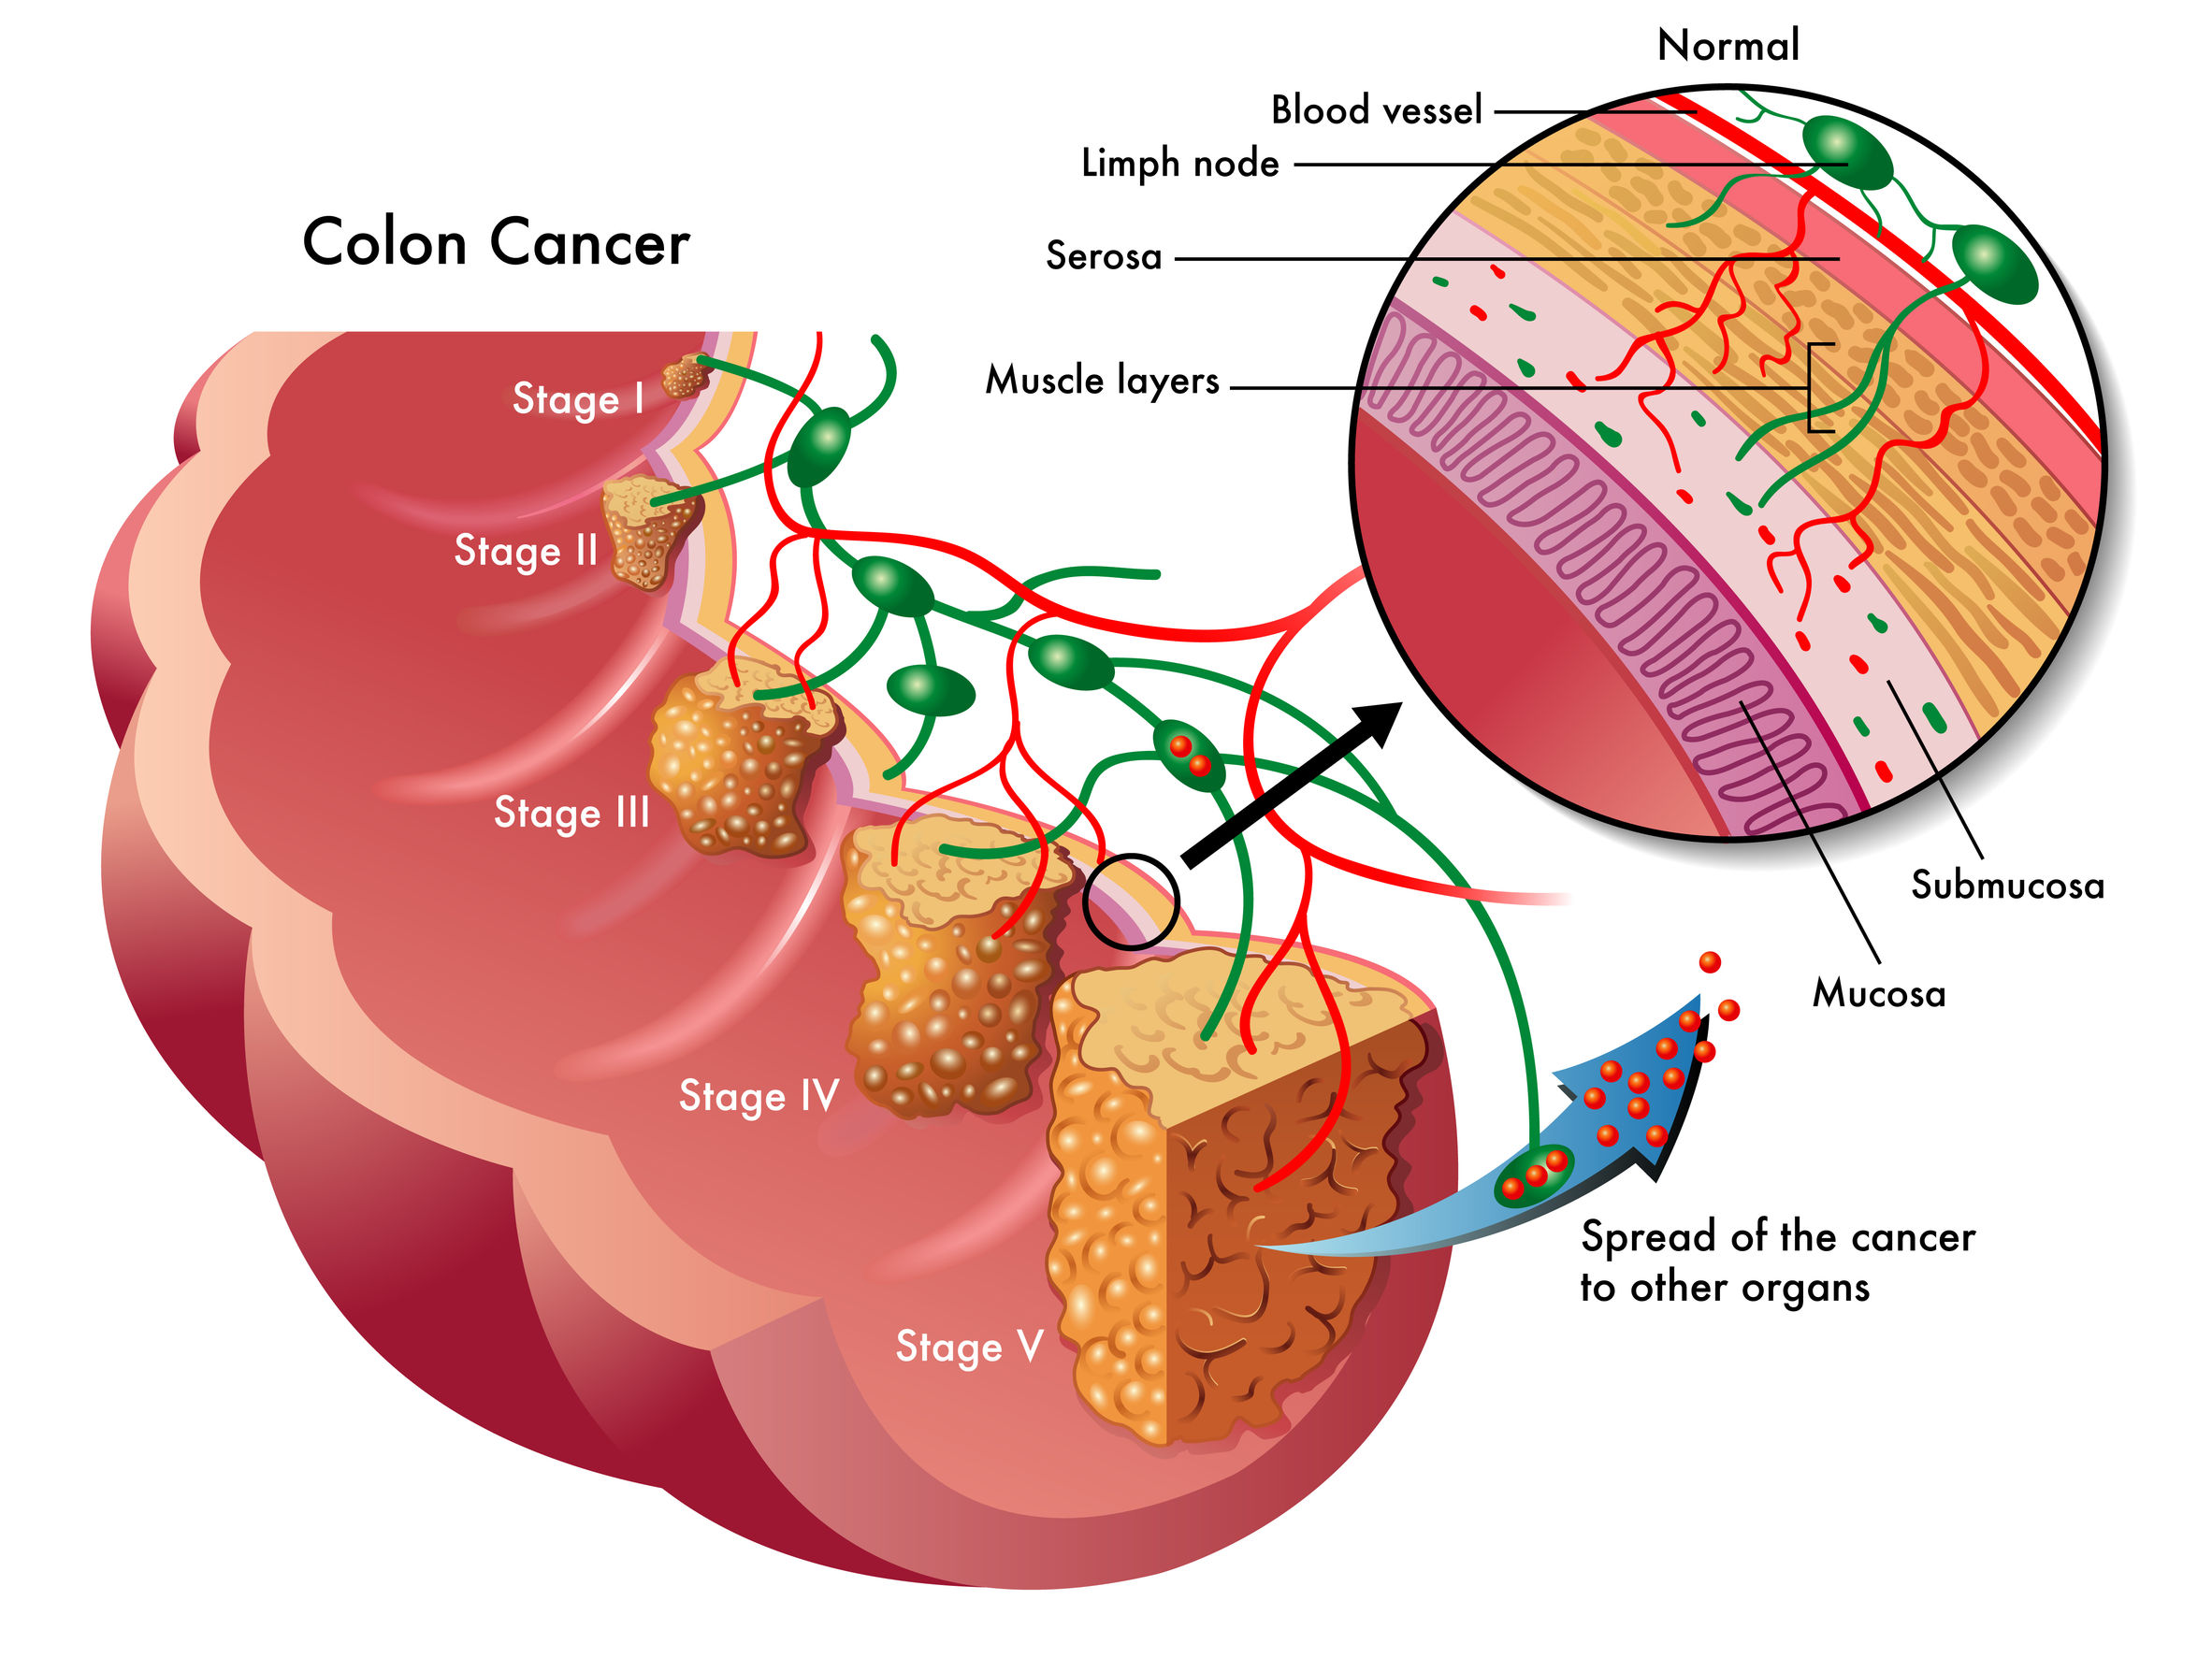 Normal
Blood vessel
Limph node
Colon Cancer
Serosa
Muscle layers
Stage I
Stage II
Stage III
Submucosa
Mucosa
Stage IV
Spread of the cancer
to other organs
Stage V